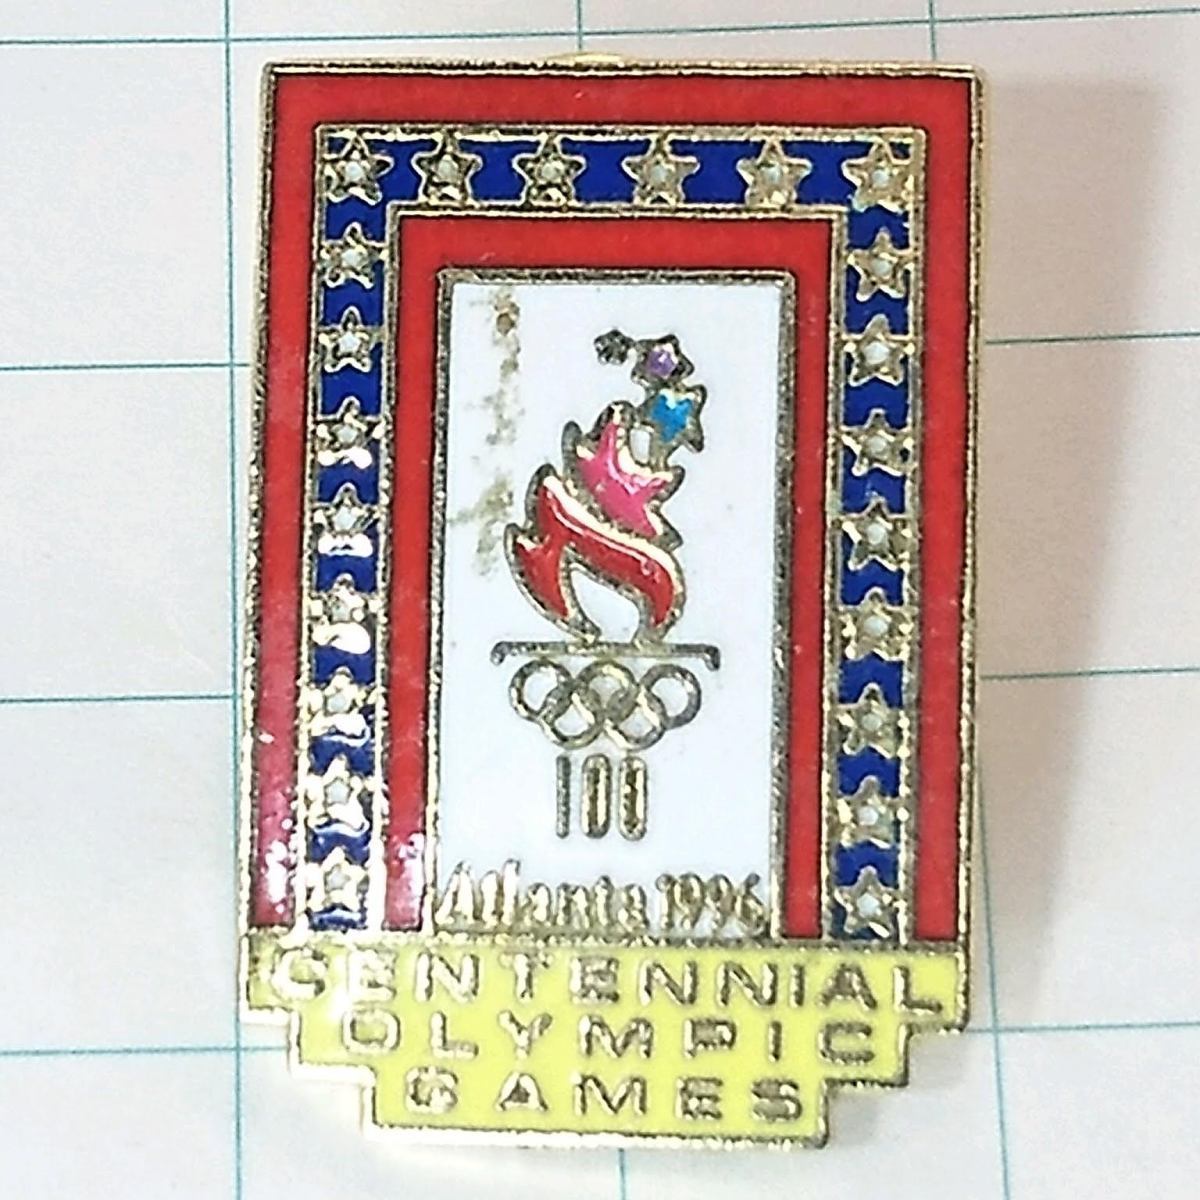 100
Atlanta 1996
CENTENNIAL
OLYMPIC
GAMES